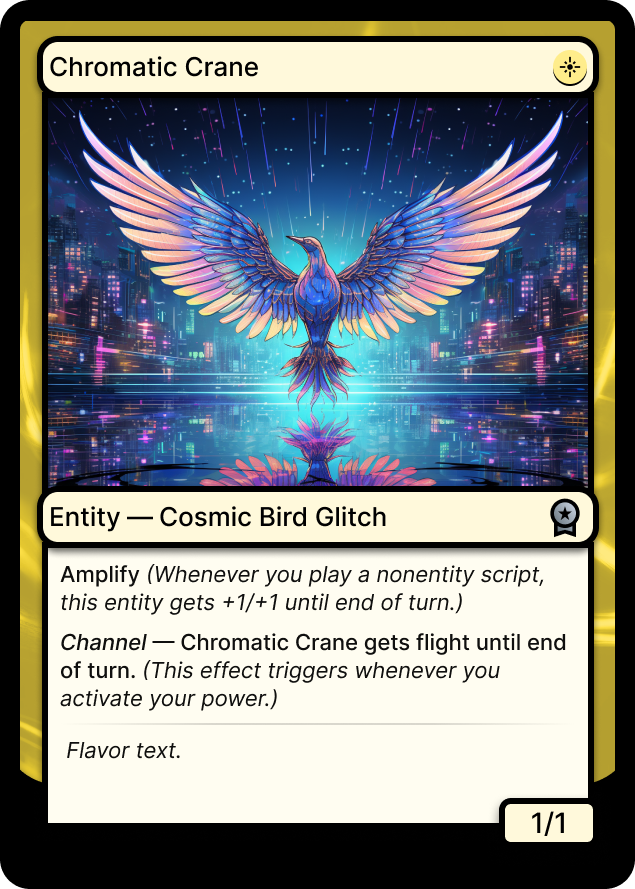 Chromatic Crane
Entity — Cosmic Bird Glitch
Amplify (Whenever you play a nonentity script,
this entity gets +1/+1 until end of turn.)
Channel — Chromatic Crane gets flight until end
of turn. (This effect triggers whenever you
activate your power.)
Flavor text.
1/1